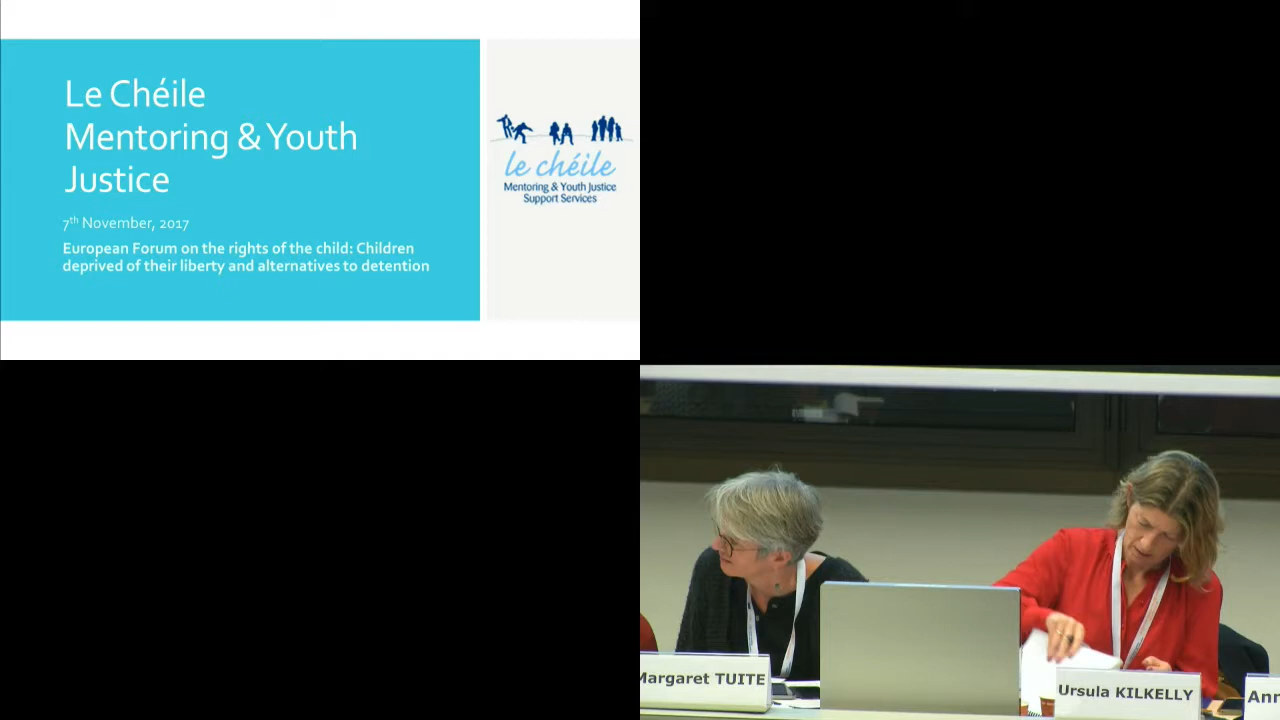 Le Chéile
Mentoring & Youth
Justice
7th November, 2017
European Forum on the rights of the child: Children
deprived of their liberty and alternatives to detention
le chéile
Mentoring & Youth Justice
Support Services
Margaret TUITE
Ursula KILKELLY
Ann